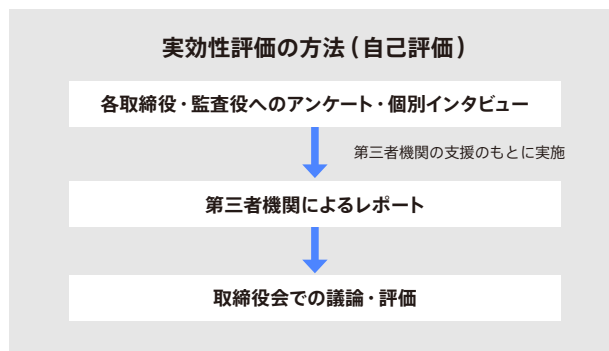 実効性評価の方法(自己評価)
各取締役・監査役へのアンケート・個別インタビュー
第三者機関の支援のもとに実施
第三者機関によるレポート
取締役会での議論・評価